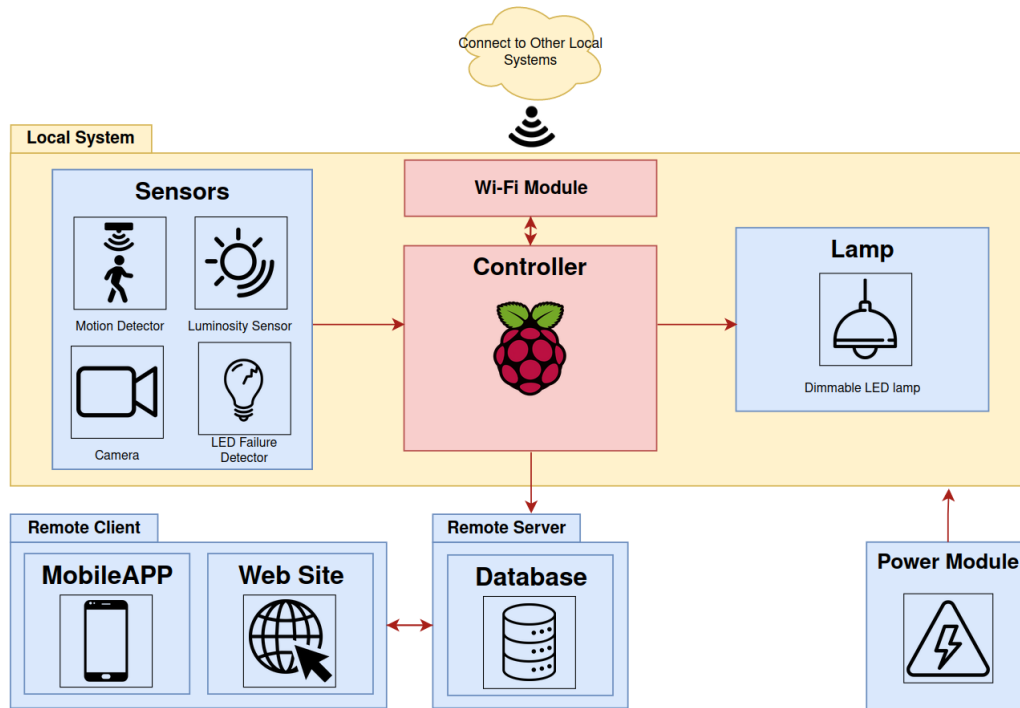 Connect to Other Local
Systems
Local System
Sensors
Motion Detector
Luminosity Sensor
Camera
LED Failure
Detector
Wi-Fi Module
Controller
Lamp
Dimmable LED lamp
Remote Client
MobileAPP
Web Site
Remote Server
Database
Power Module